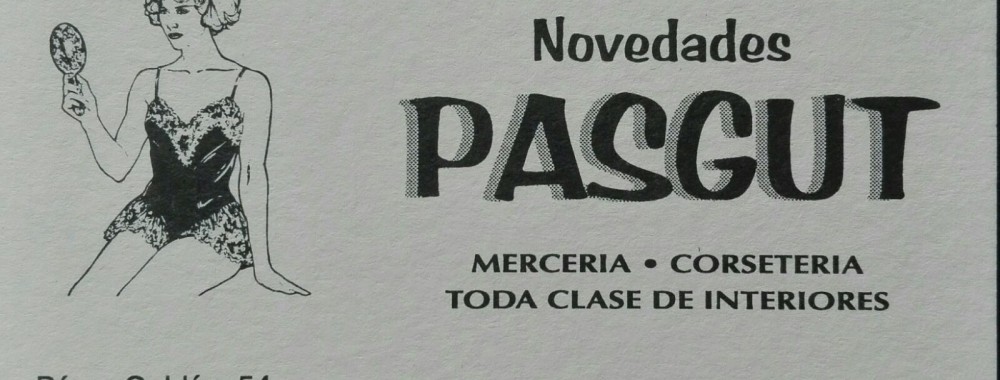 Novedades
PASGUT
MERCERIA • CORSETERIA
TODA CLASE DE INTERIORES